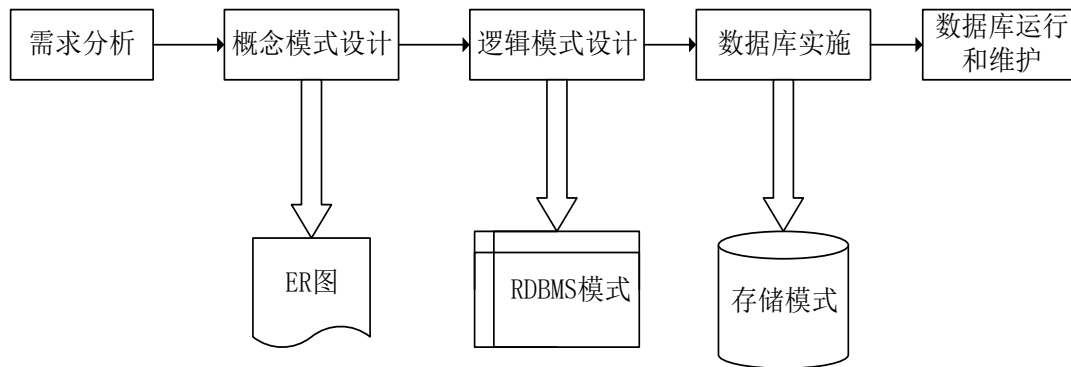 需求分析
概念模式设计
逻辑模式设计
数据库实施
数据库运行
和维护
ER图
RDBMS模式
存储模式